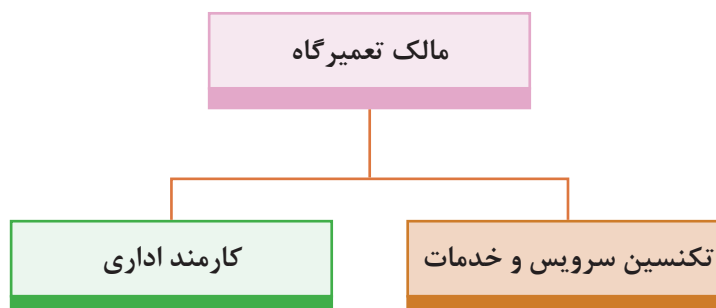 مالک تعمیرگاه
تکنسین سرویس و خدمات
کارمند اداری